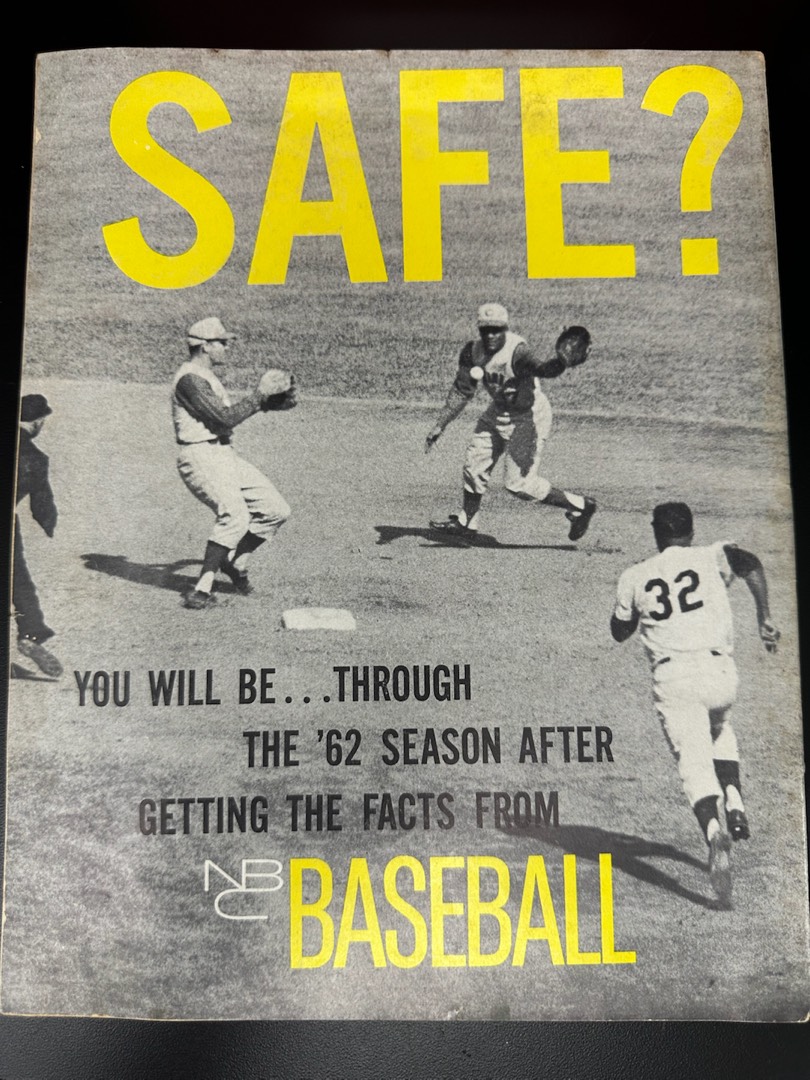 SAFE?
32
YOU WILL BE...THROUGH
THE '62 SEASON AFTER
GETTING THE FACTS FROM
NBC BASEBALL